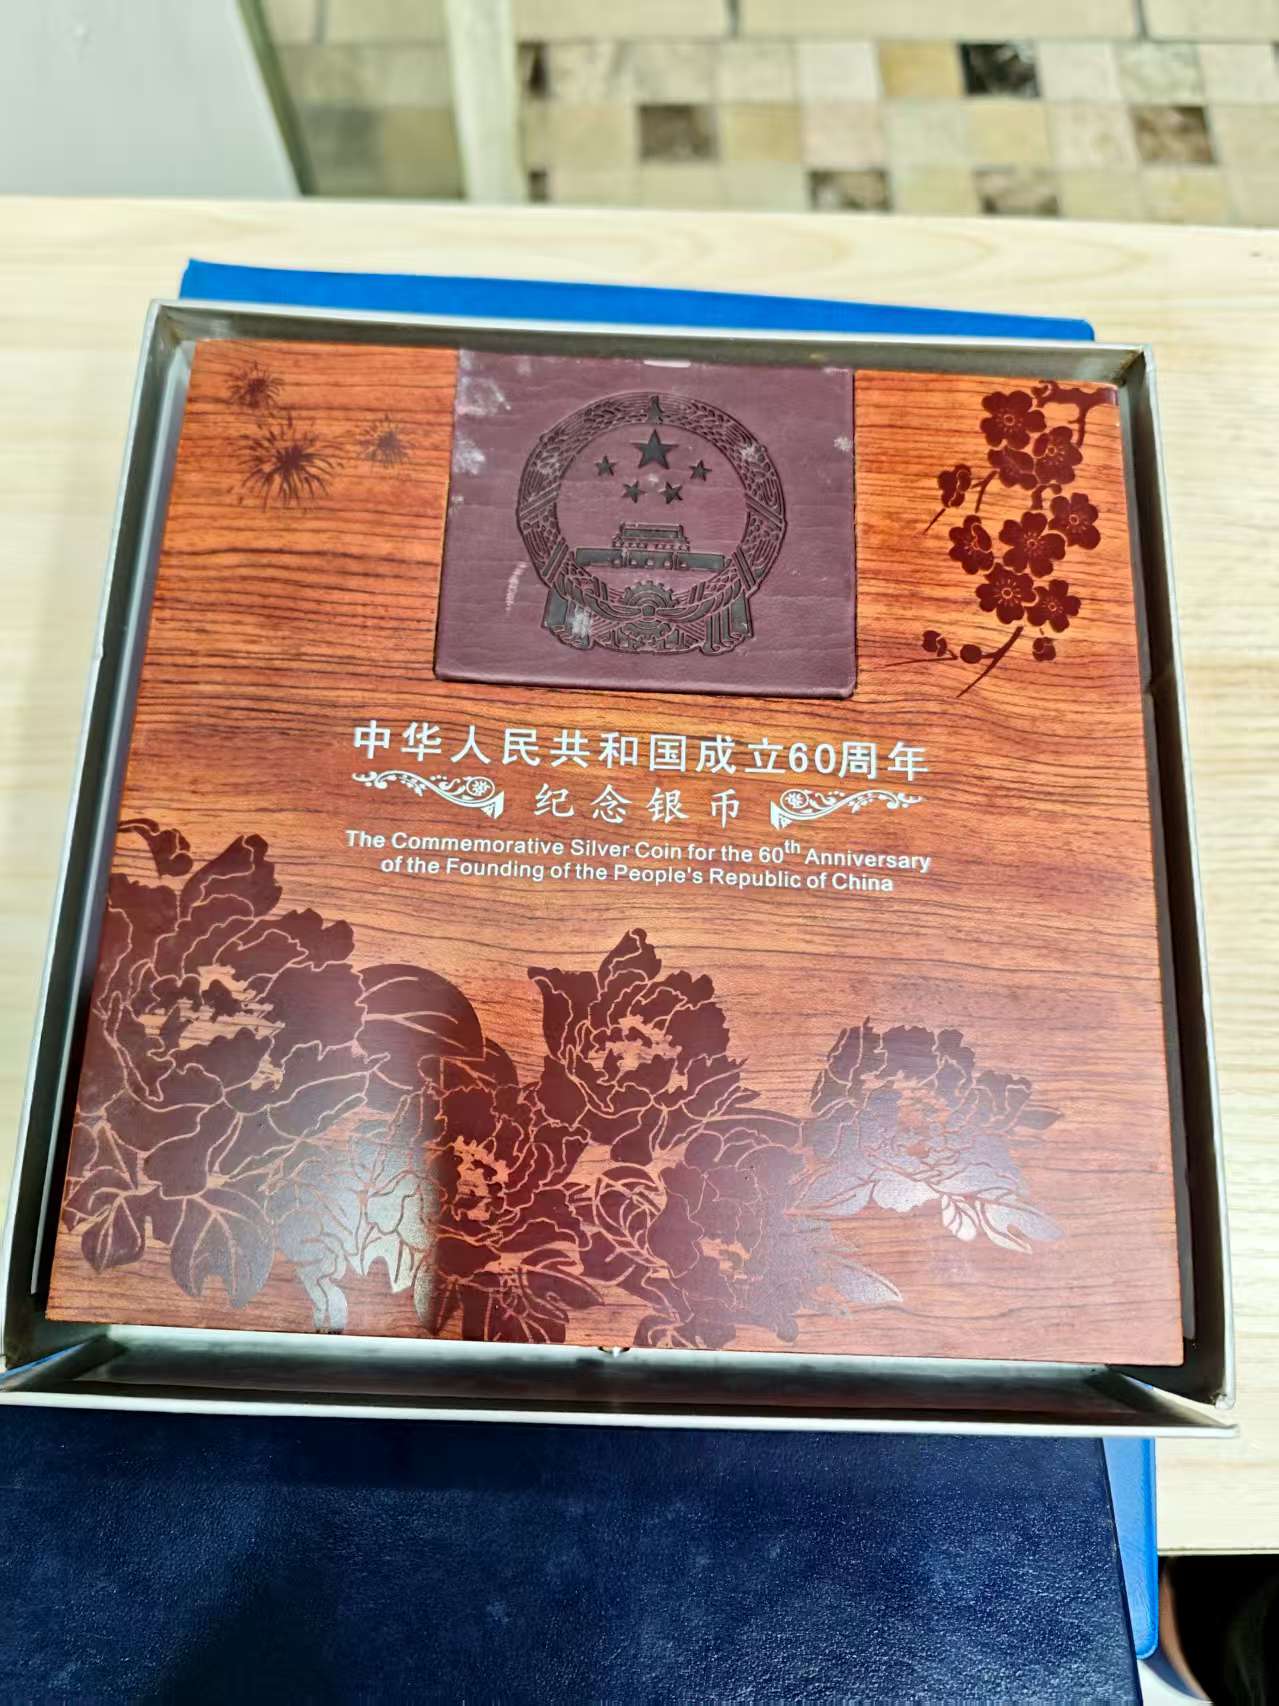 中华人民共和国成立60周年
纪念银币
The Commemorative Silver Coin for the 60th Anniversary
of the Founding of the People's Republic of China